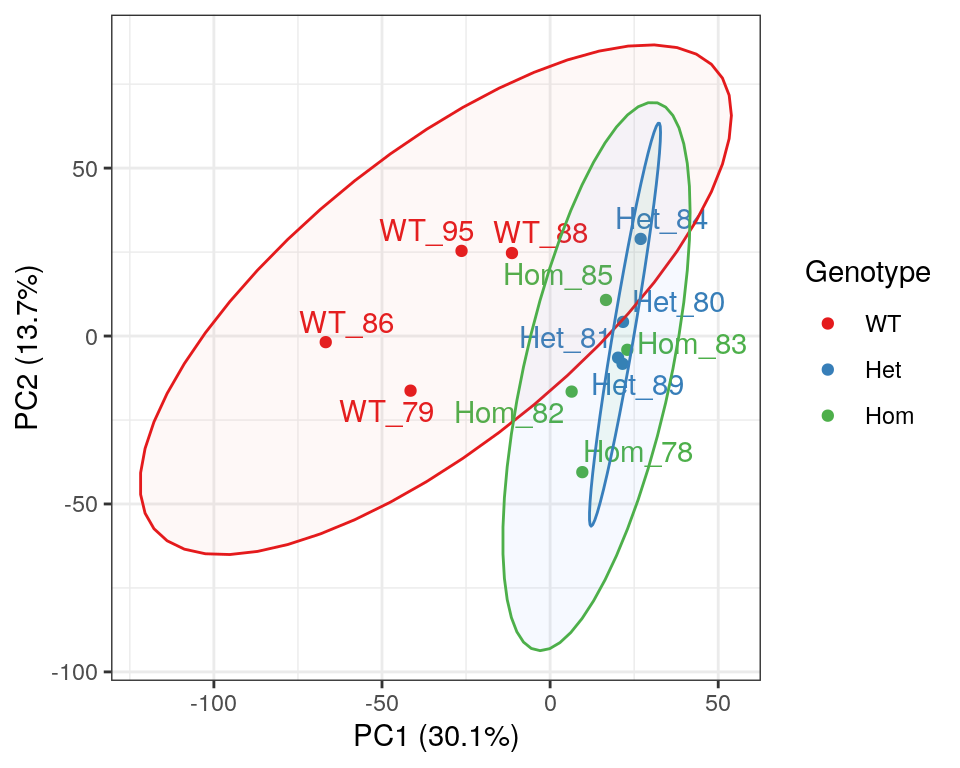 50
0
-50
-100
PC2 (13.7%)
Het_84
WT_95
WT_88
Hom_85
Het_80
WT_86
Het_81
Hom_83
Het_89
WT_79
Hom_82
Hom_78
-100
-50
0
50
PC1 (30.1%)
Genotype
WT
Het
Hom